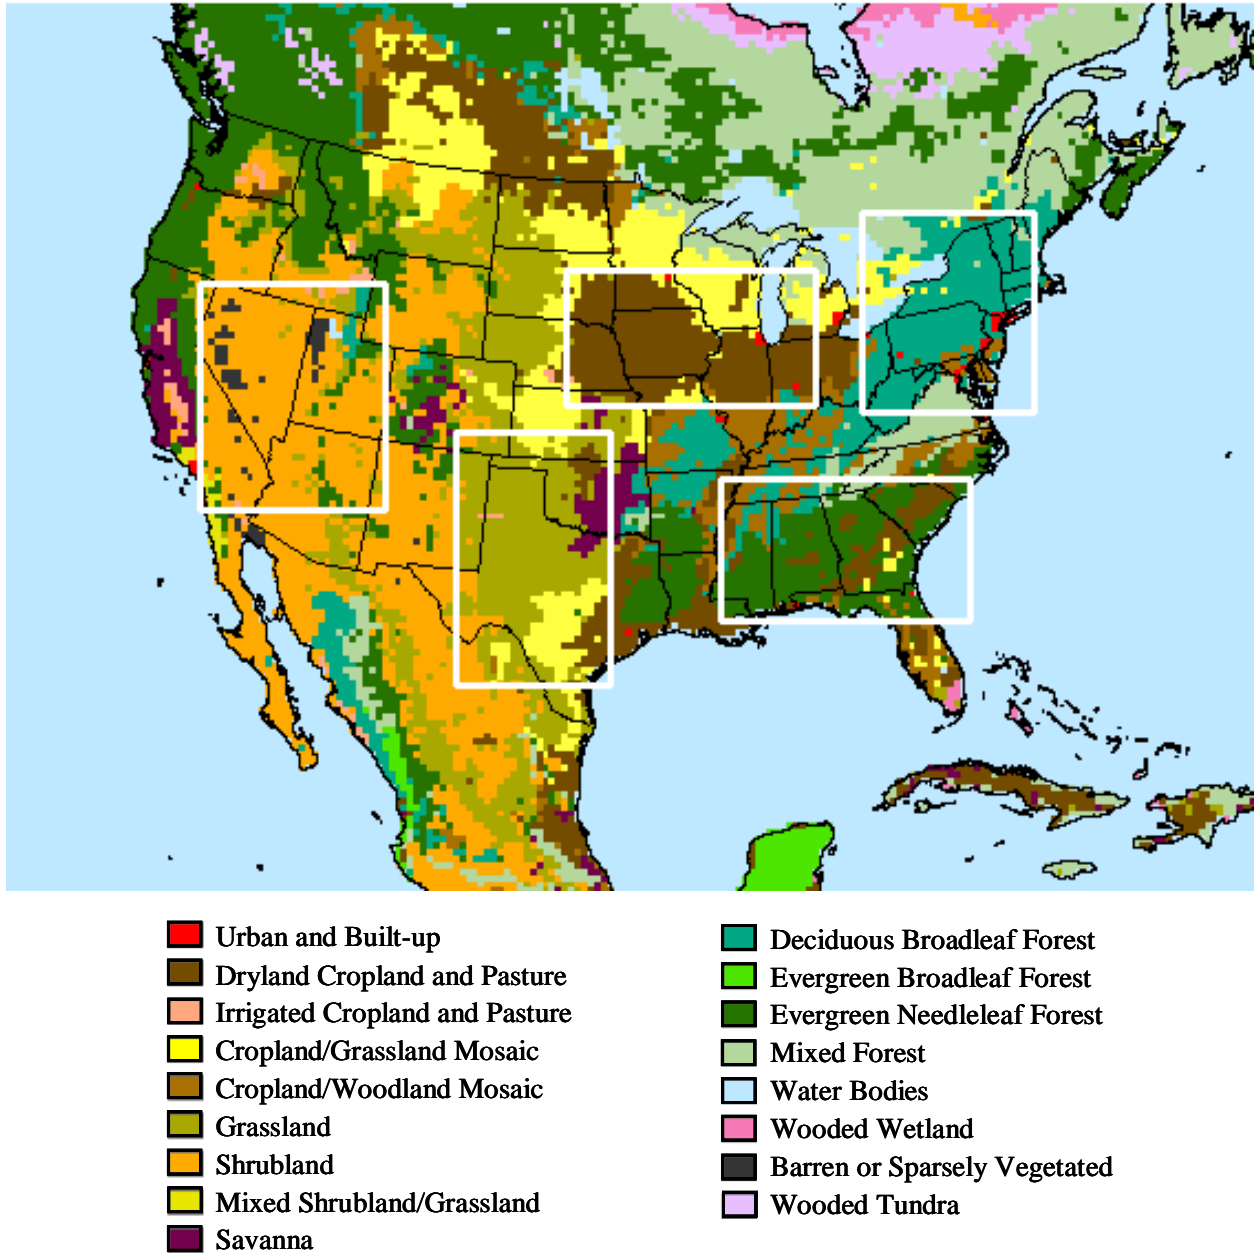 Urban and Built-up
Dryland Cropland and Pasture
Irrigated Cropland and Pasture
Cropland/Grassland Mosaic
Cropland/Woodland Mosaic
Grassland
Shrubland
Mixed Shrubland/Grassland
Savanna
Deciduous Broadleaf Forest
Evergreen Broadleaf Forest
Evergreen Needleleaf Forest
Mixed Forest
Water Bodies
Wooded Wetland
Barren or Sparsely Vegetated
Wooded Tundra